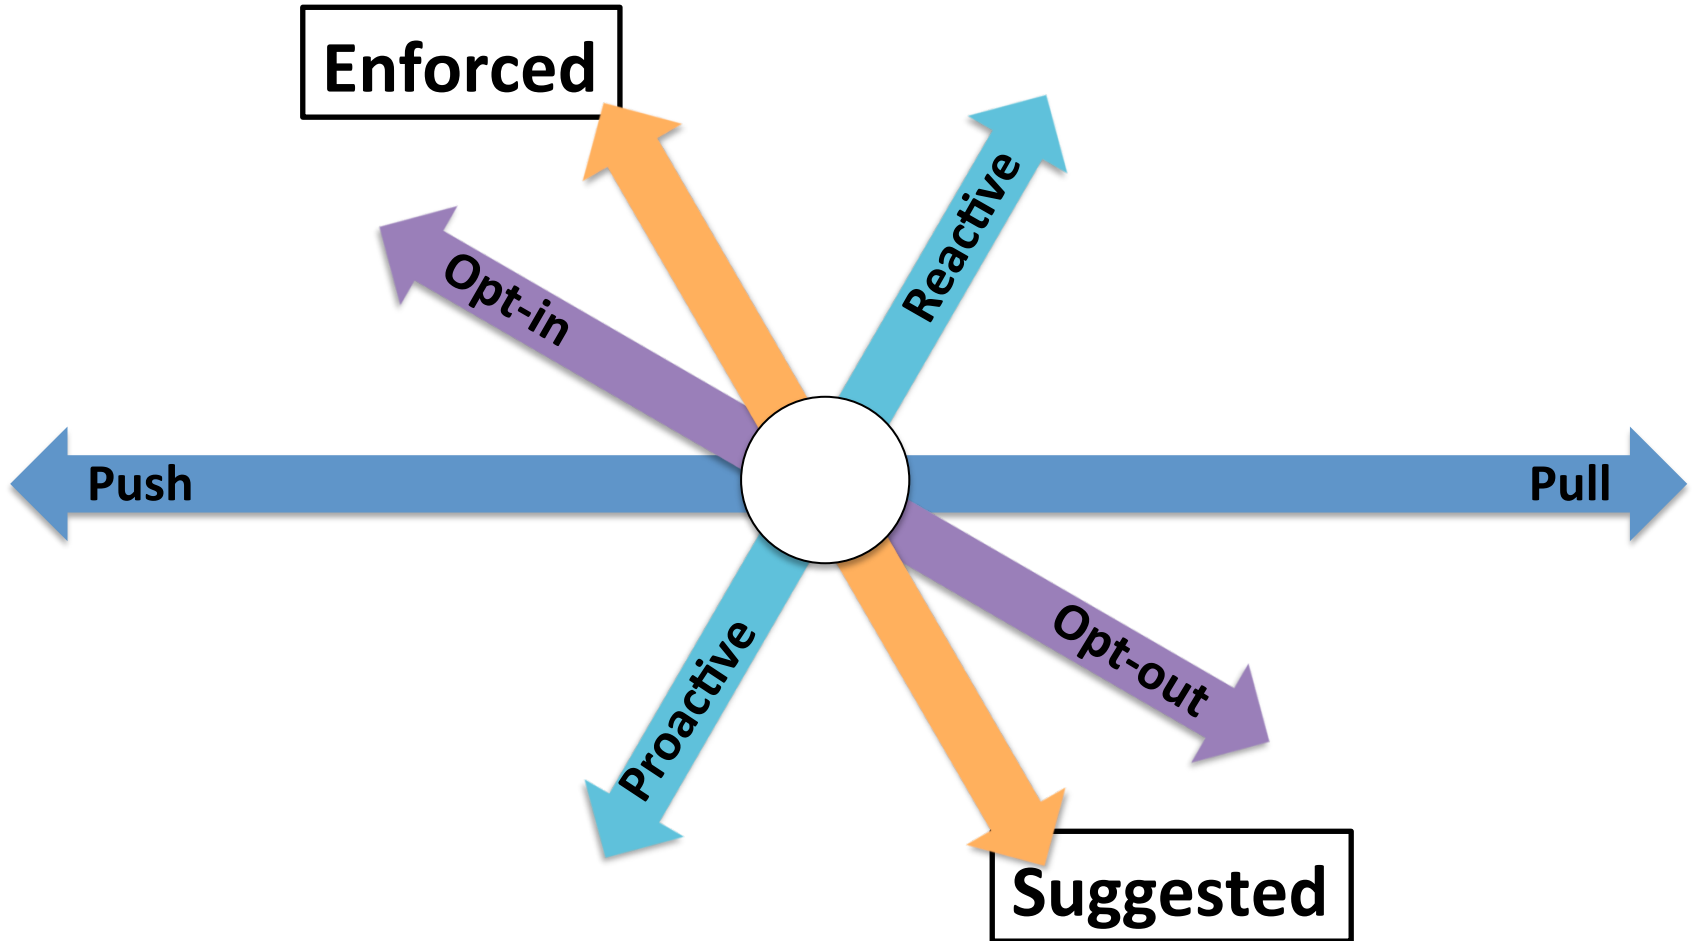 Enforced
Reactive
Opt-in
Push
Pull
Proactive
Opt-out
Suggested